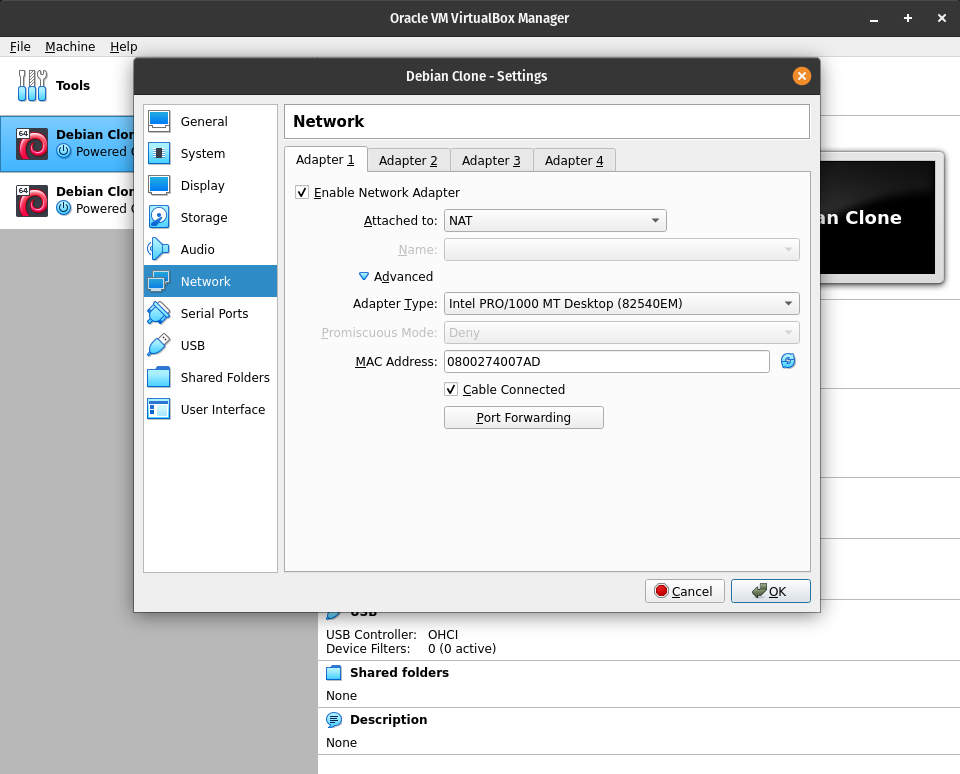 Oracle VM VirtualBox Manager
File Machine Help
Tools
Debian Clone - Settings
64
Debian Clon
Powered
64
Debian Clon
Powered
General
System
Display
Storage
Audio
Network
Serial Ports
USB
Shared Folders
User Interface
Network
Adapter 1 Adapter 2 Adapter 3 Adapter 4
Enable Network Adapter
Attached to: NAT
Name:
Advanced
Adapter Type: Intel PRO/1000 MT Desktop (82540EM)
Promiscuous Mode: Deny
MAC Address: 0800274007AD
Cable Connected
Port Forwarding
Cancel OK
an Clone
USB
USB Controller: OHCI
Device Filters: 0 (0 active)
Shared folders
None
Description
None